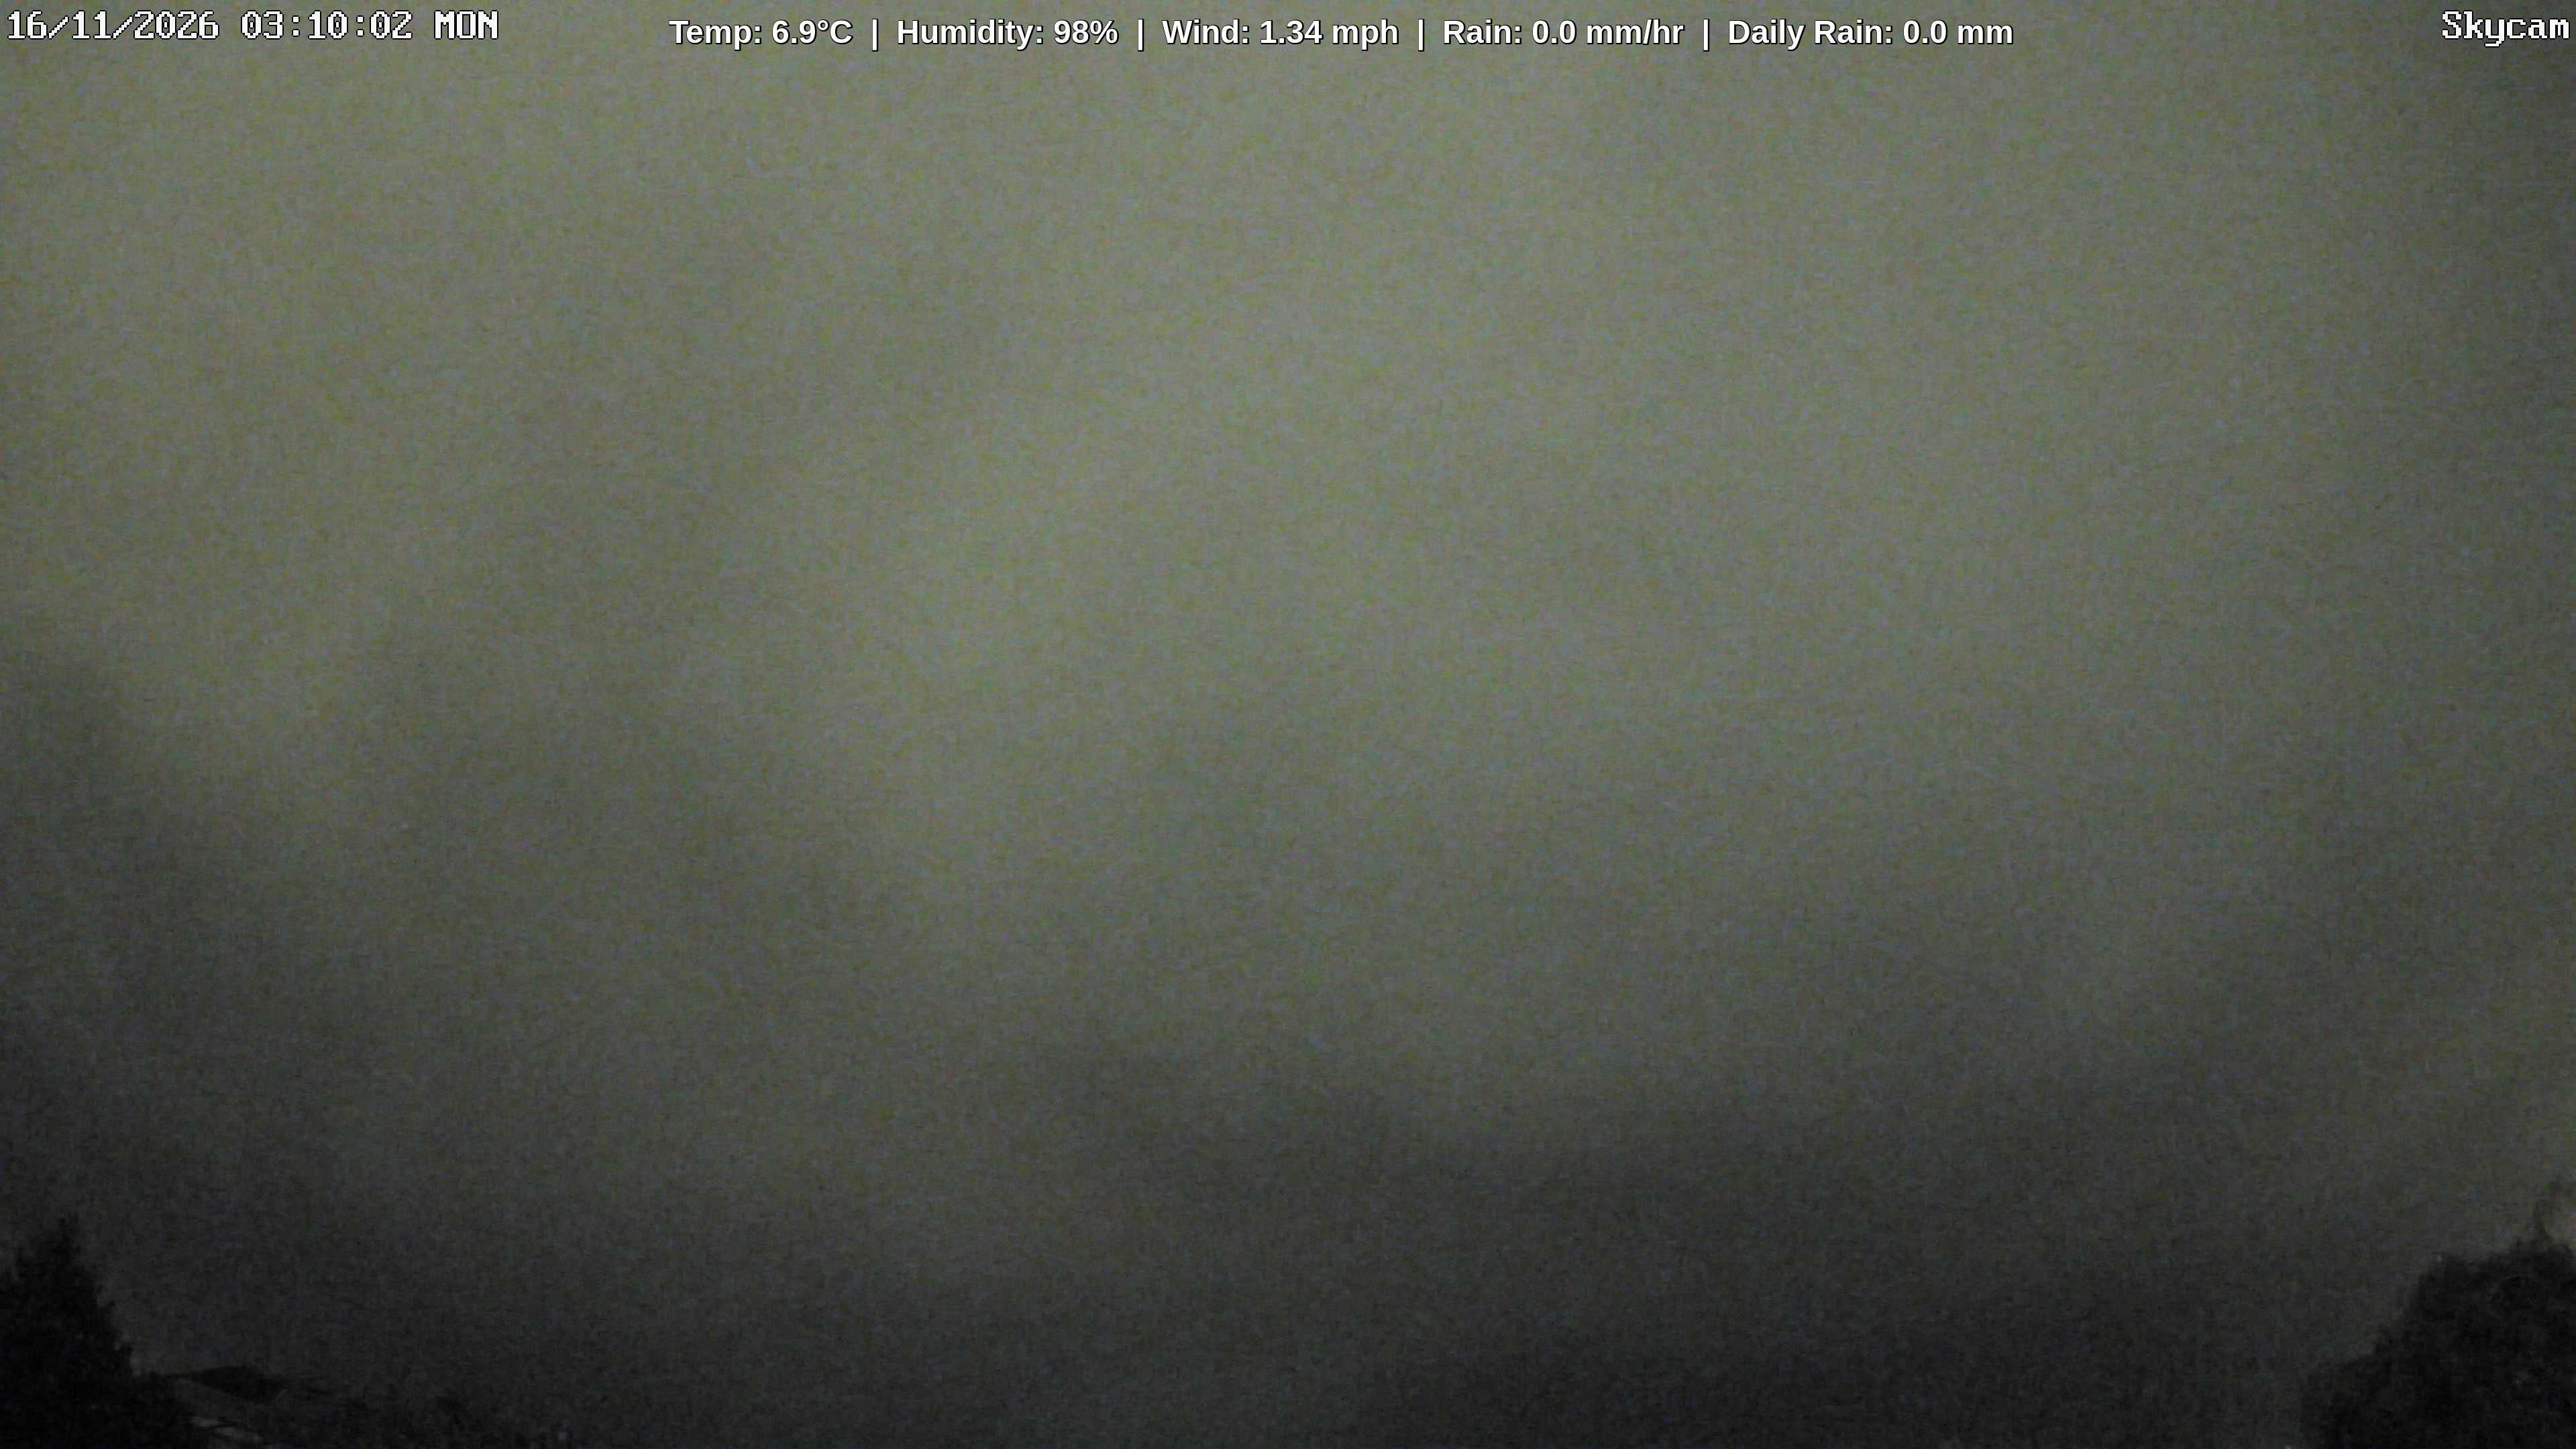 16/11/2026 03:10:02 MON
Temp: 6.9°C | Humidity: 98% | Wind: 1.34 mph | Rain: 0.0 mm/hr | Daily Rain: 0.0 mm
Skycam